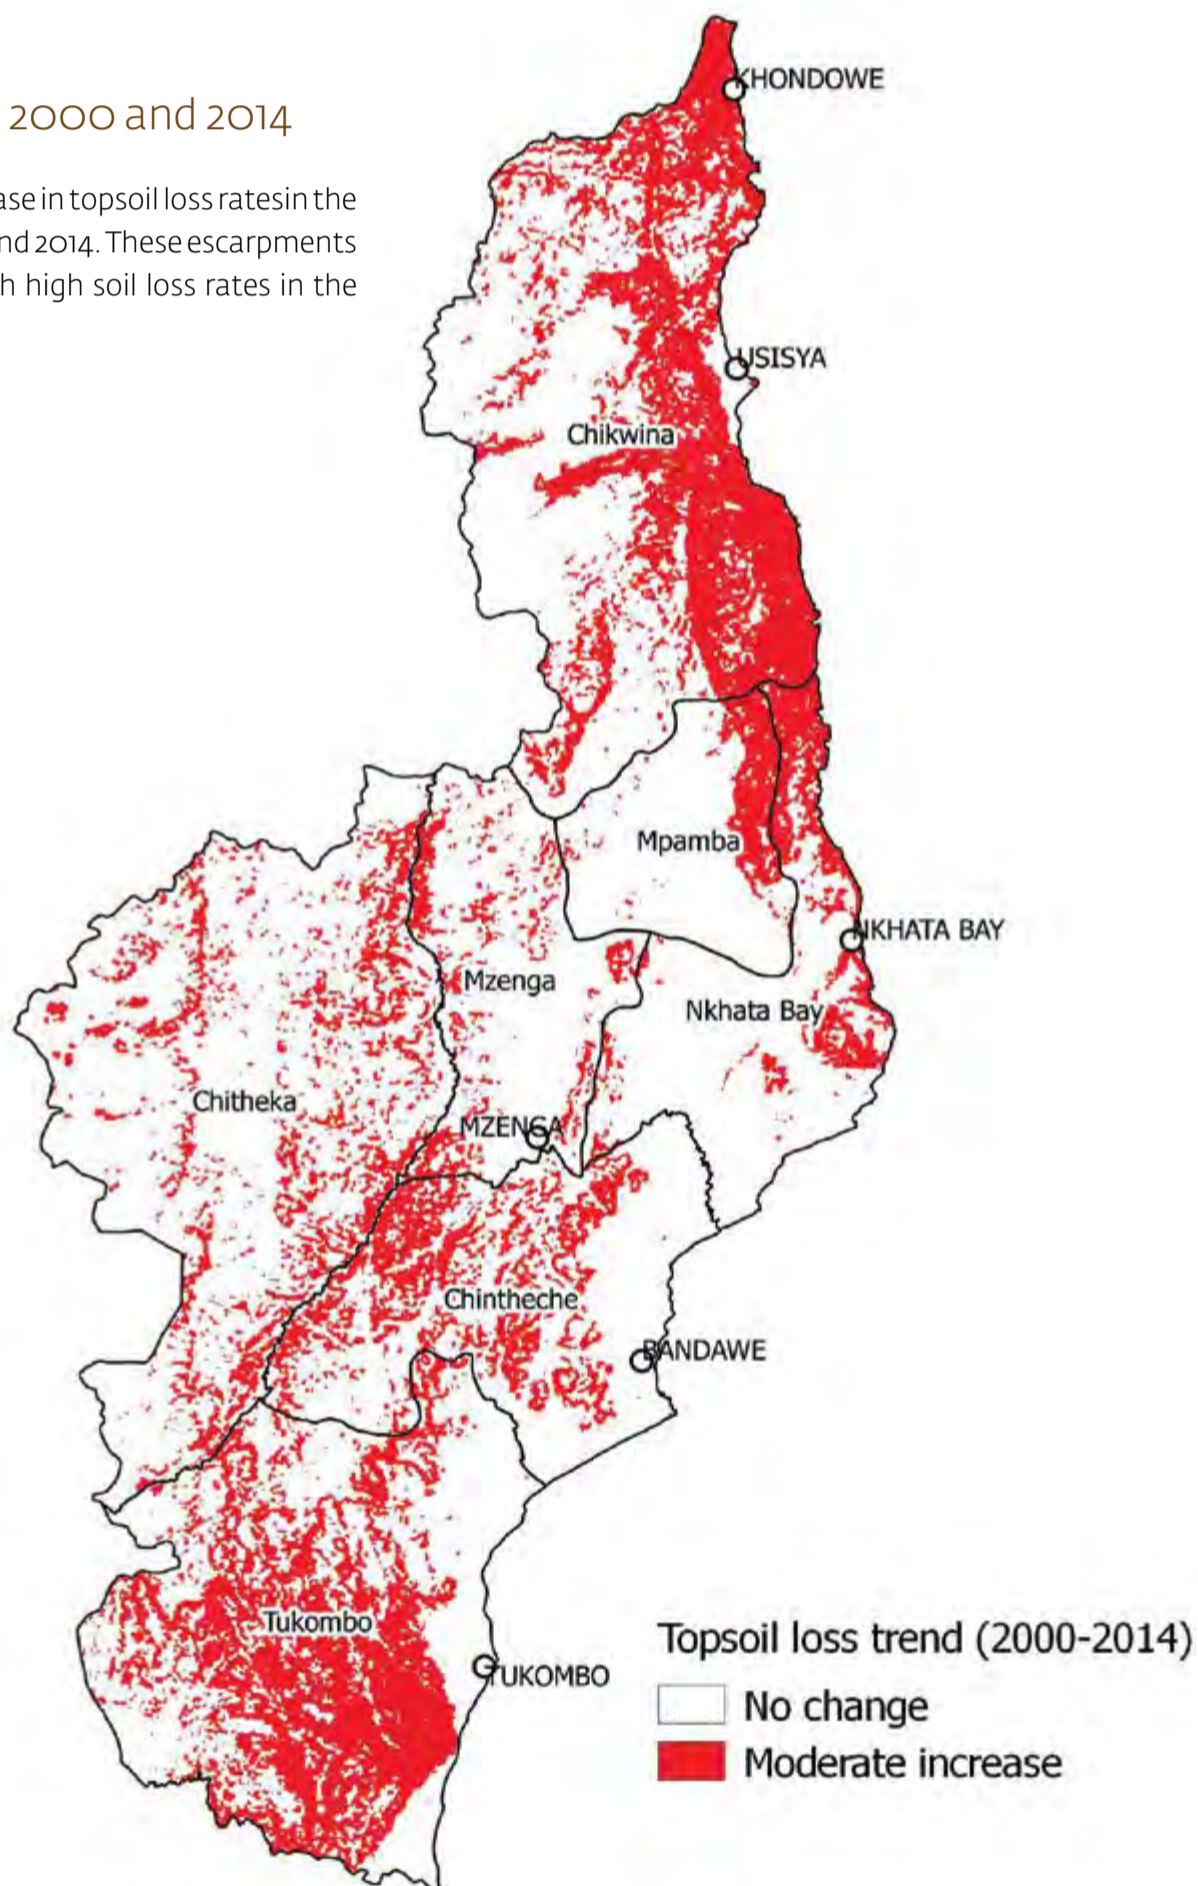 2000 and 2014
ase in topsoil loss ratesin the
nd 2014. These escarpments
h high soil loss rates in the
KHONDOWE
USISYA
Chikwina
Mpamba
NKHATA BAY
Mzenga
Nkhata Bay
Chitheka
MZENGA
Chintheche
BANDAWE
Tukombo
TUKOMBO
Topsoil loss trend (2000-2014)
No change
Moderate increase